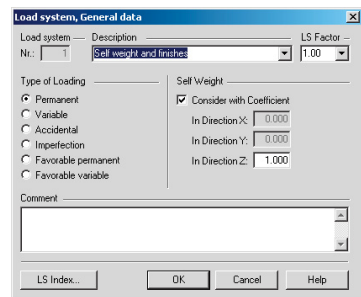 Load system, General data
Load system
Description
LS Factor
Nr.: 1
Self weight and finishes
1.00
Type of Loading
Self Weight
Permanent
Consider with Coefficient
Variable
In Direction X: 0.000
Accidental
In Direction Y: 0.000
Imperfection
In Direction Z: 1.000
Favorable permanent
Favorable variable
Comment
LS Index...
OK
Cancel
Help